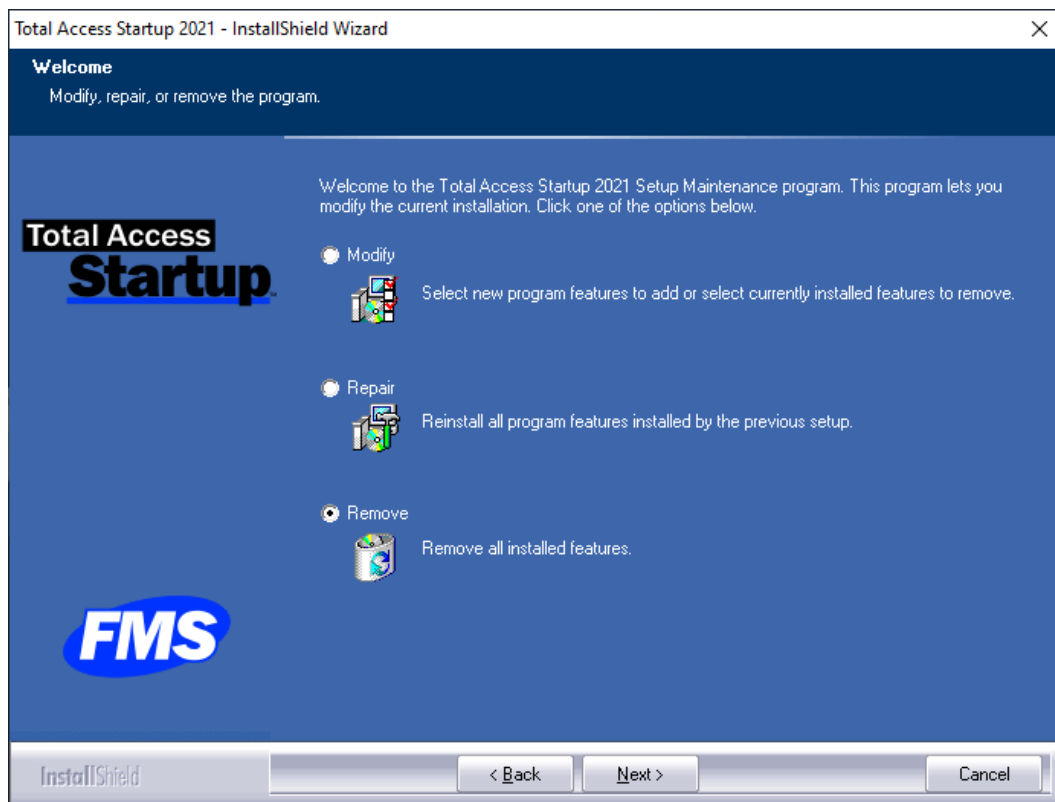 Total Access Startup 2021 - InstallShield Wizard
Welcome
Modify, repair, or remove the program.
Total Access
Startup
Welcome to the Total Access Startup 2021 Setup Maintenance program. This program lets you
modify the current installation. Click one of the options below.
Modify
Select new program features to add or select currently installed features to remove.
Repair
Reinstall all program features installed by the previous setup.
Remove
Remove all installed features.
FMS
InstallShield
< Back
Next >
Cancel